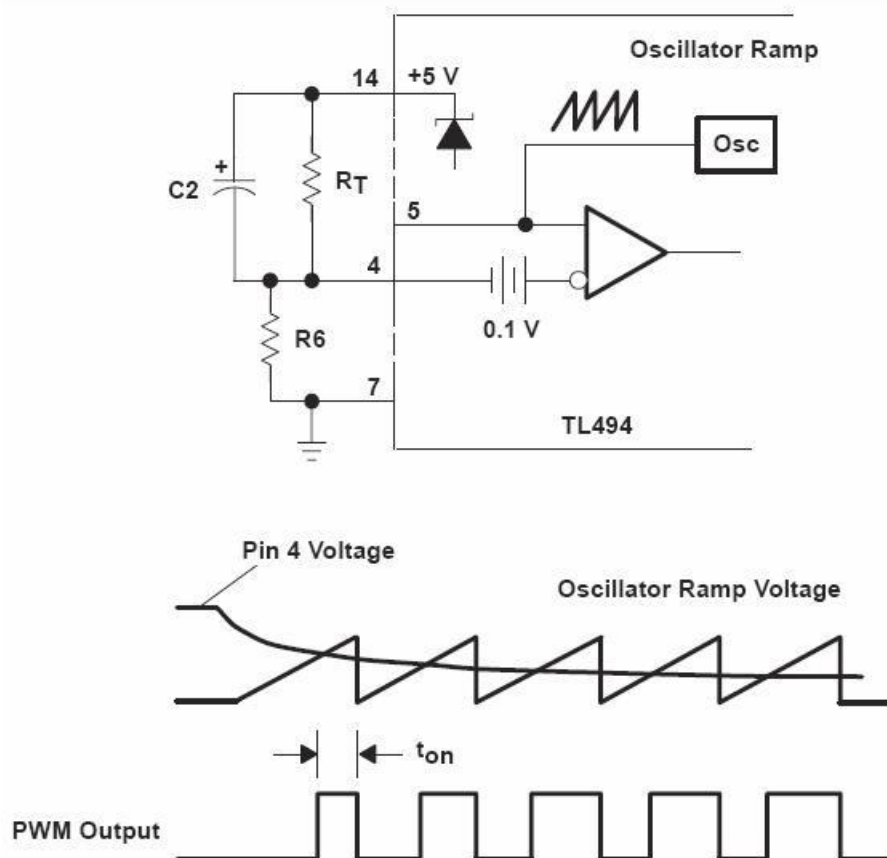 Oscillator Ramp
14
+5 V
Osc
+
C2
RT
5
4
0.1 V
R6
7
TL494
Pin 4 Voltage
Oscillator Ramp Voltage
ton
PWM Output